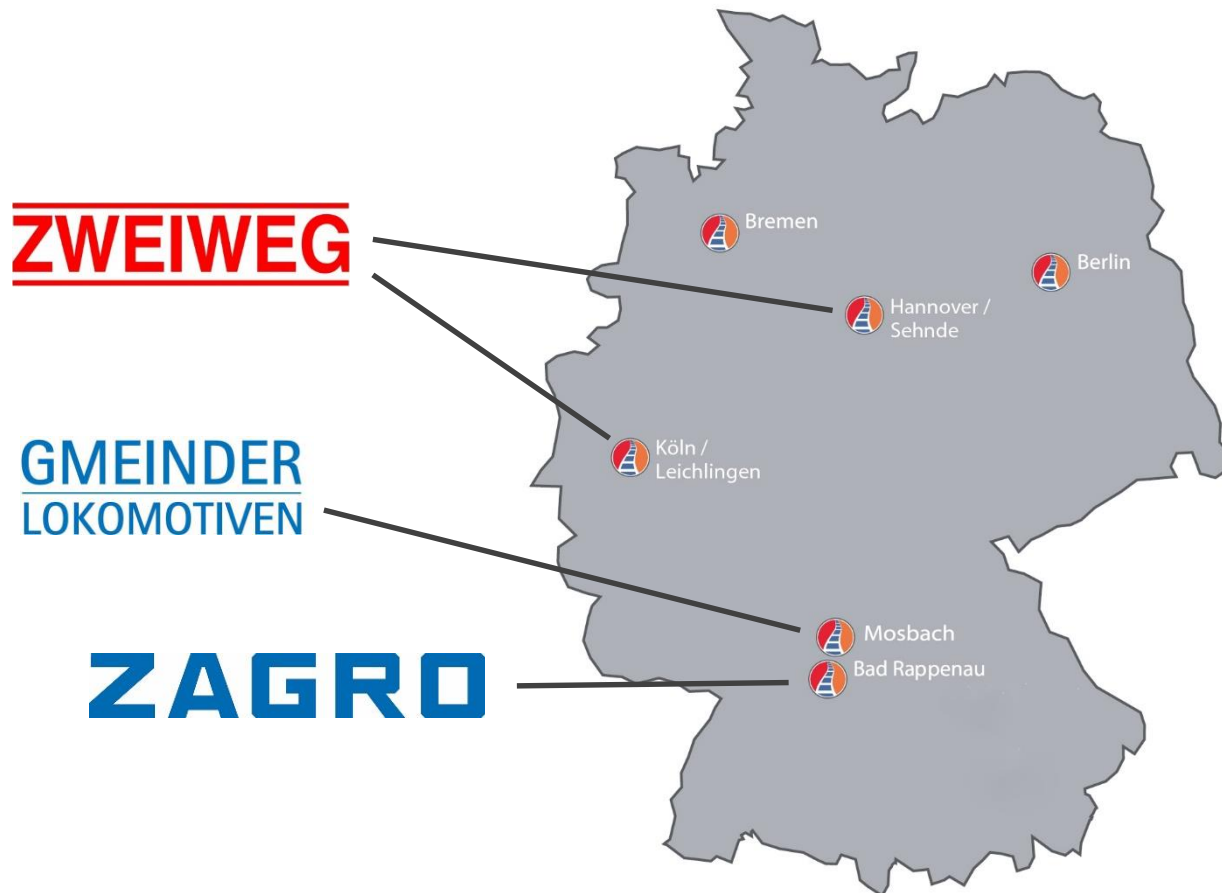 ZWEIWEG
GMEINDER
LOKOMOTIVEN
ZAGRO
Bremen
Berlin
Hannover /
Sehnde
Köln /
Leichlingen
Mosbach
Bad Rappenau